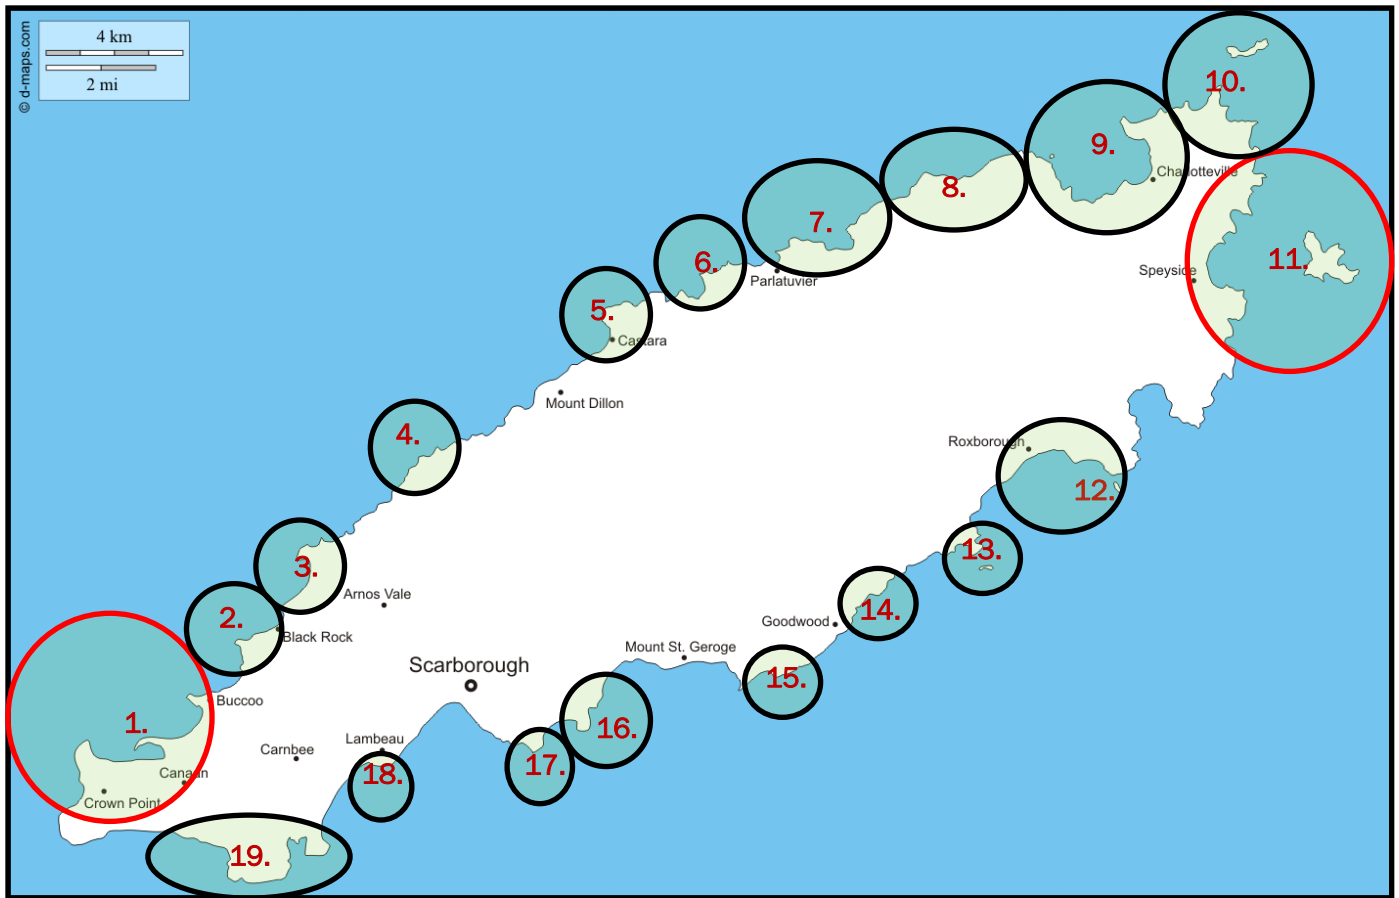 © d-maps.com
4 km
2 mi
10.
9.
Charlotteville
8.
7.
6.
Parlatuvier
11.
Speyside
5.
Castara
Mount Dillon
4.
Roxborough
12.
13.
3.
Arnos Vale
14.
Goodwood
2.
Black Rock
Mount St. Geroge
Scarborough
15.
Buccoo
1.
16.
Lambeau
Carnbee
17.
18.
Canaan
Crown Point
19.